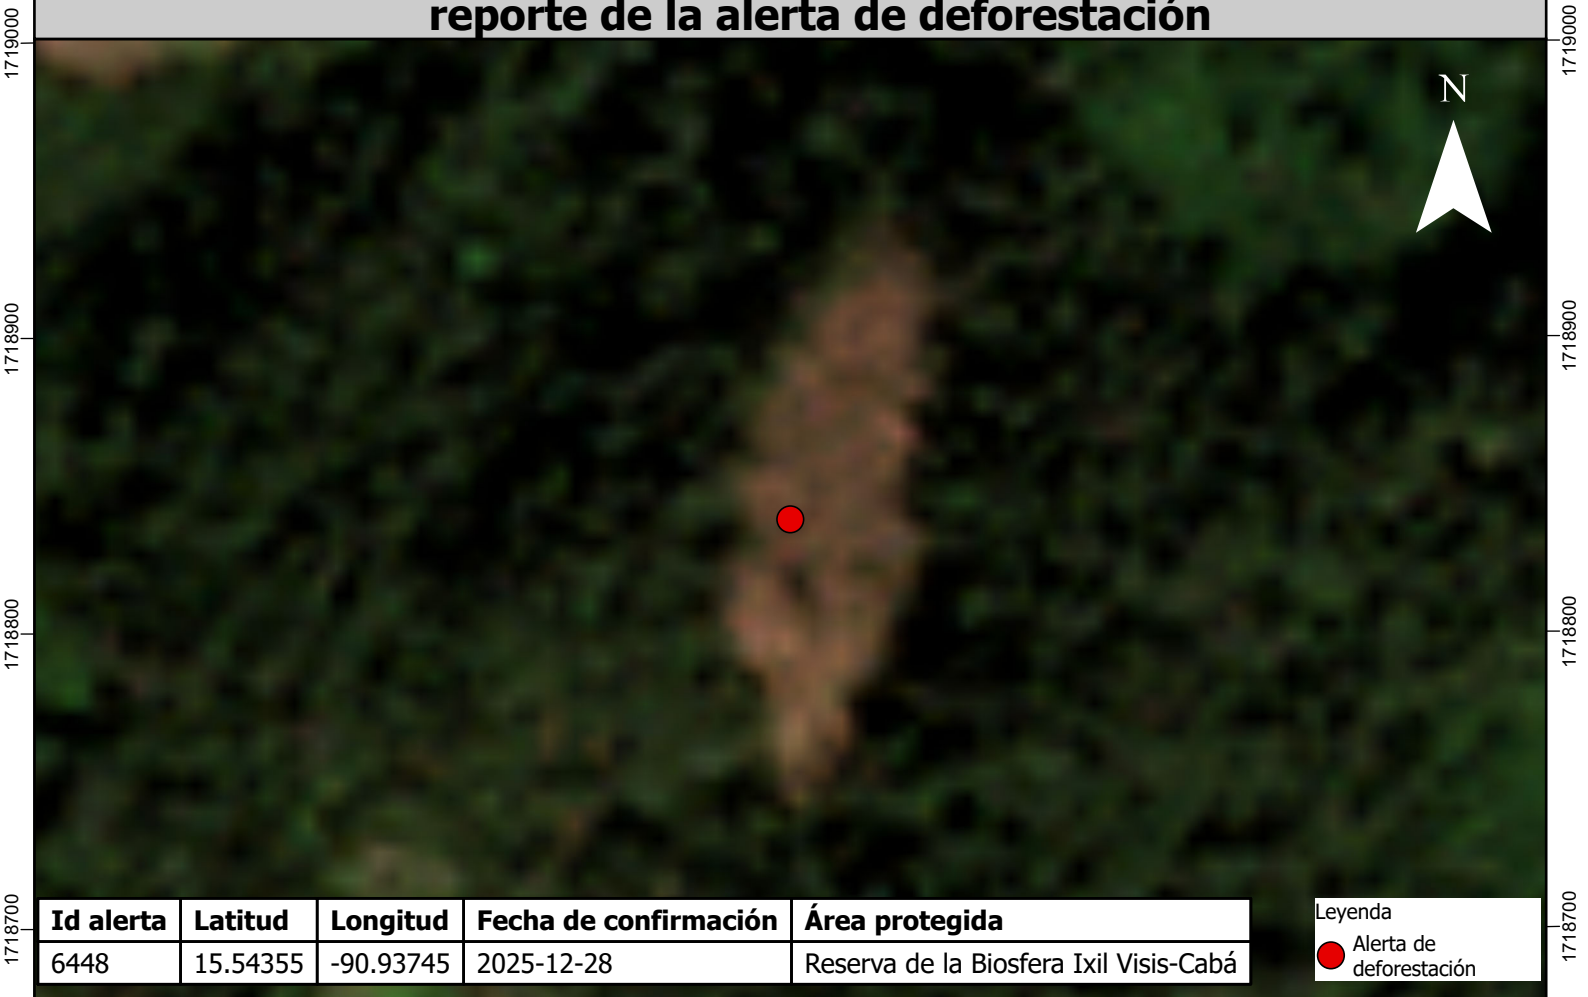 reporte de la alerta de deforestación
1719000
1719000
N
1718900
1718900
1718800
1718800
1718700
1718700
Id alerta Latitud Longitud Fecha de confirmación Área protegida
6448 15.54355 -90.93745 2025-12-28 Reserva de la Biosfera Ixil Visis-Cabá
Leyenda
Alerta de
deforestación